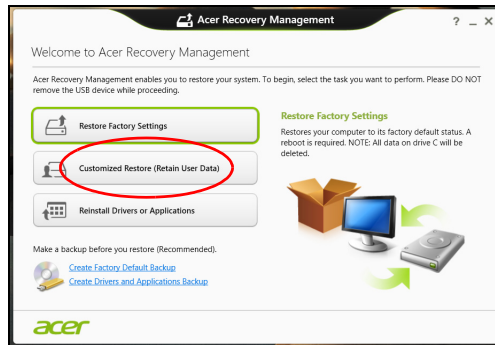 Acer Recovery Management
? _ X
Welcome to Acer Recovery Management
Acer Recovery Management enables you to restore your system. To begin, select the task you want to perform. Please DO NOT
remove the USB device while proceeding.
Restore Factory Settings
Customized Restore (Retain User Data)
Reinstall Drivers or Applications
Restore Factory Settings
Restores your computer to its factory default status. A
reboot is required. NOTE: All data on drive C will be
deleted.
Make a backup before you restore (Recommended).
Create Factory Default Backup
Create Drivers and Applications Backup
acer